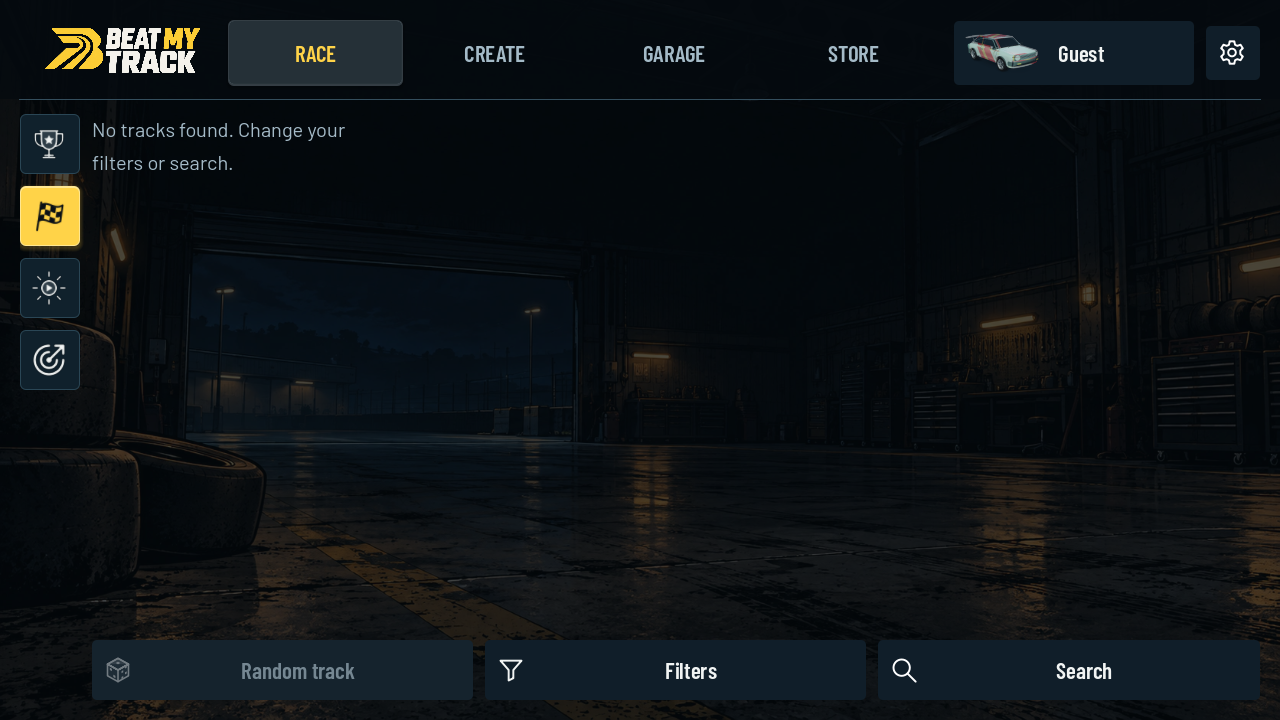 BEAT MY
TRACK
RACE
CREATE
GARAGE
STORE
Guest
No tracks found. Change your
filters or search.
Random track
Filters
Search